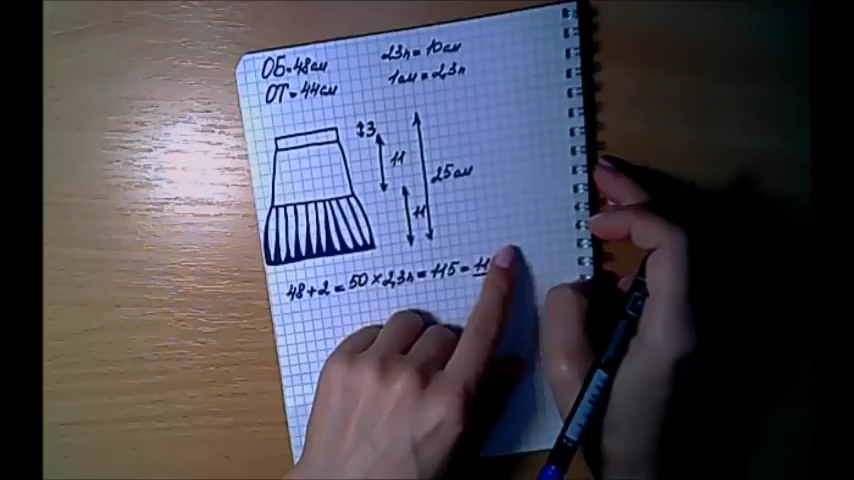 ОБ=48см
ОТ=44см
23п=10см
1см=2,3п
3
11
25см
11
48+2=50×2,3п=115=